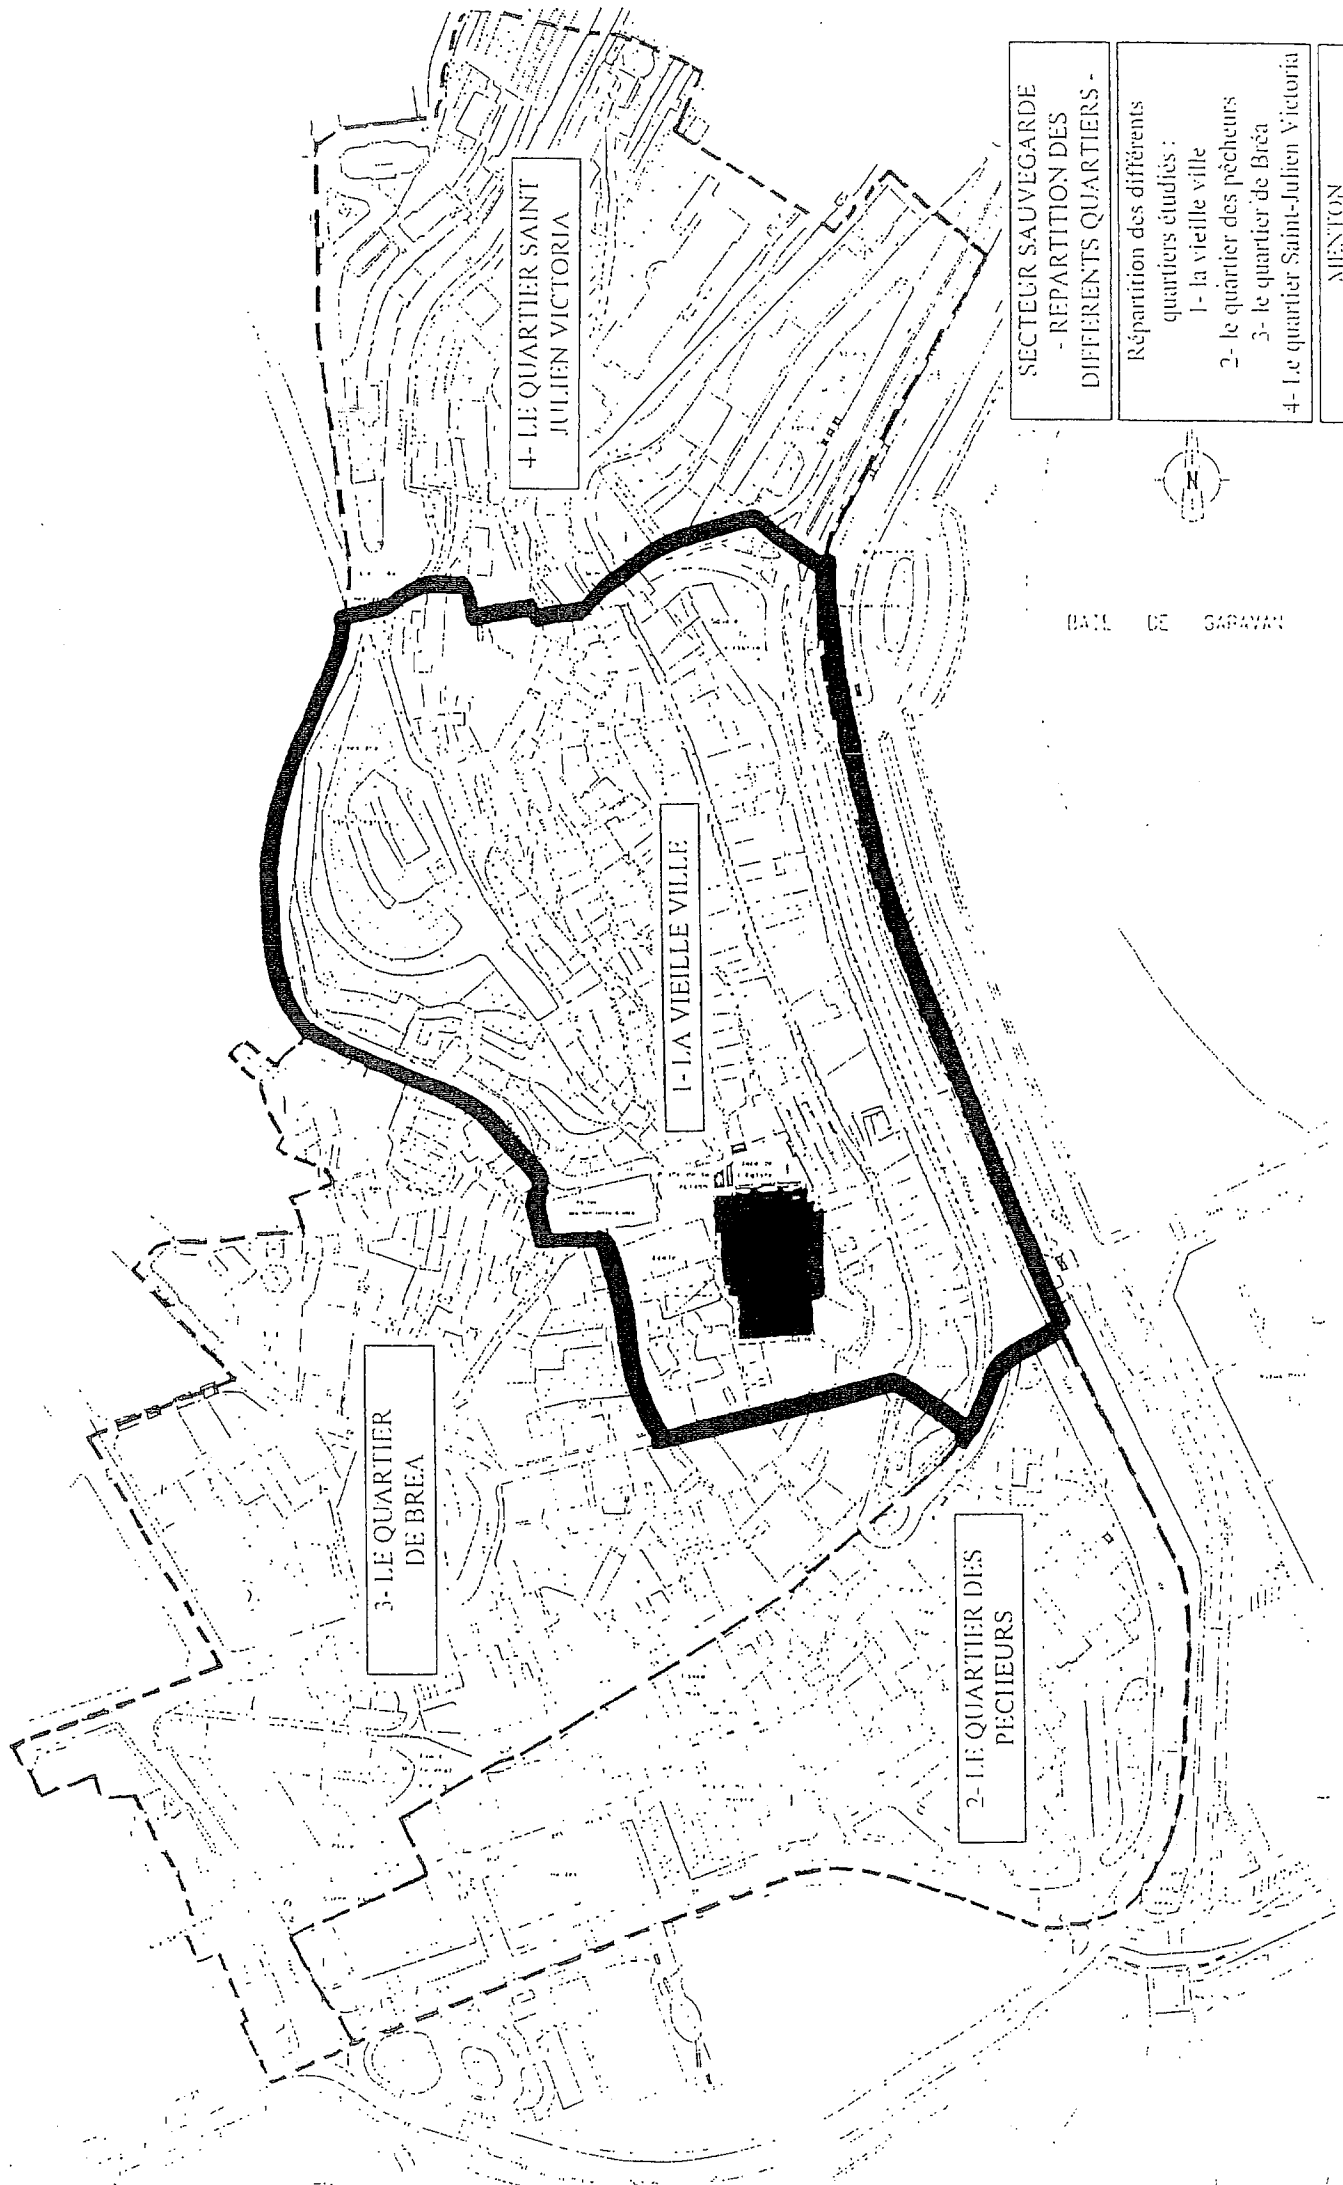 SECTEUR SAUVEGARDE
- REPARTITION DES
DIFFERENTS QUARTIERS -
Répartition des différents
quartiers étudiés :
1- la vieille ville
2- le quartier des pêcheurs
3- le quartier de Bréa
4- Le quartier Saint-Julien Victoria
MENTON
N
BAIE DE GARAVAN
4- LE QUARTIER SAINT
JULIEN VICTORIA
1- LA VIEILLE VILLE
3- LE QUARTIER
DE BREA
2- LE QUARTIER DES
PECHEURS